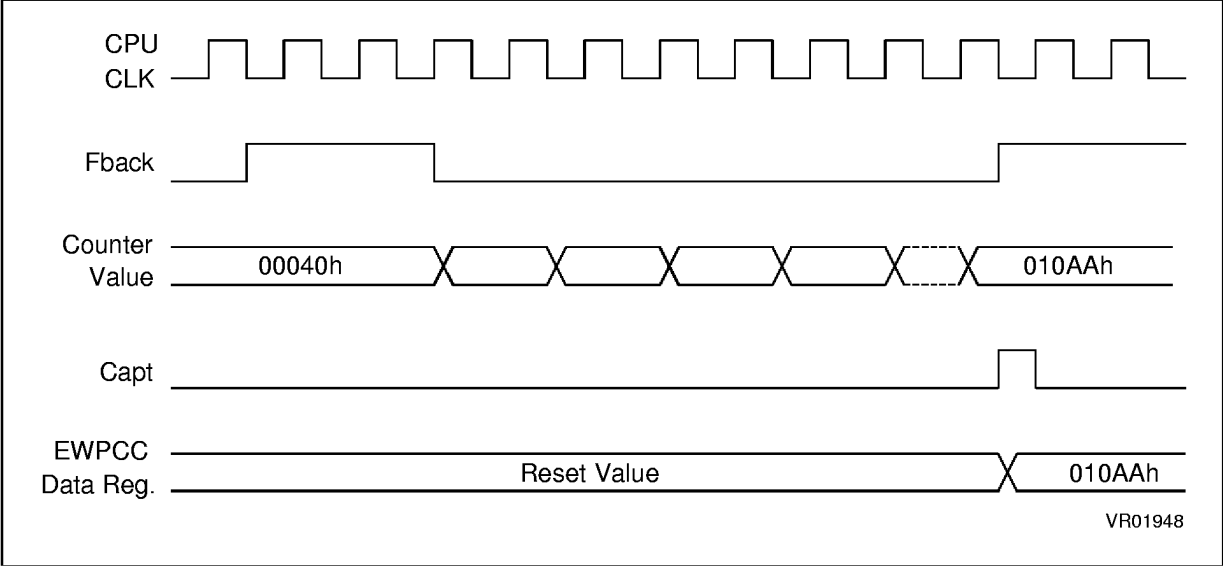 CPU
CLK
Fback
Counter
Value
00040h
010AAh
Capt
EWPCC
Data Reg.
Reset Value
010AAh
VR01948